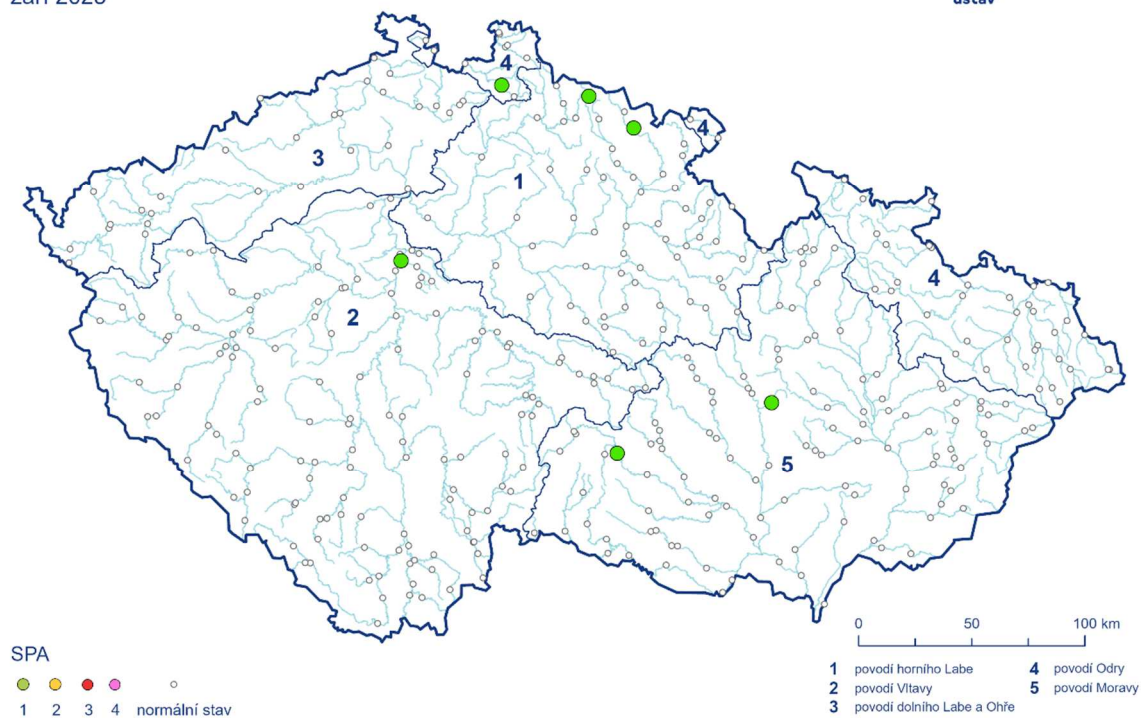 ústav
4
4
3
1
4
2
5
0 50 100 km
SPA
1 povodí horního Labe 4 povodí Odry
2 povodí Vltavy 5 povodí Moravy
3 povodí dolního Labe a Ohře
1 2 3 4 normální stav